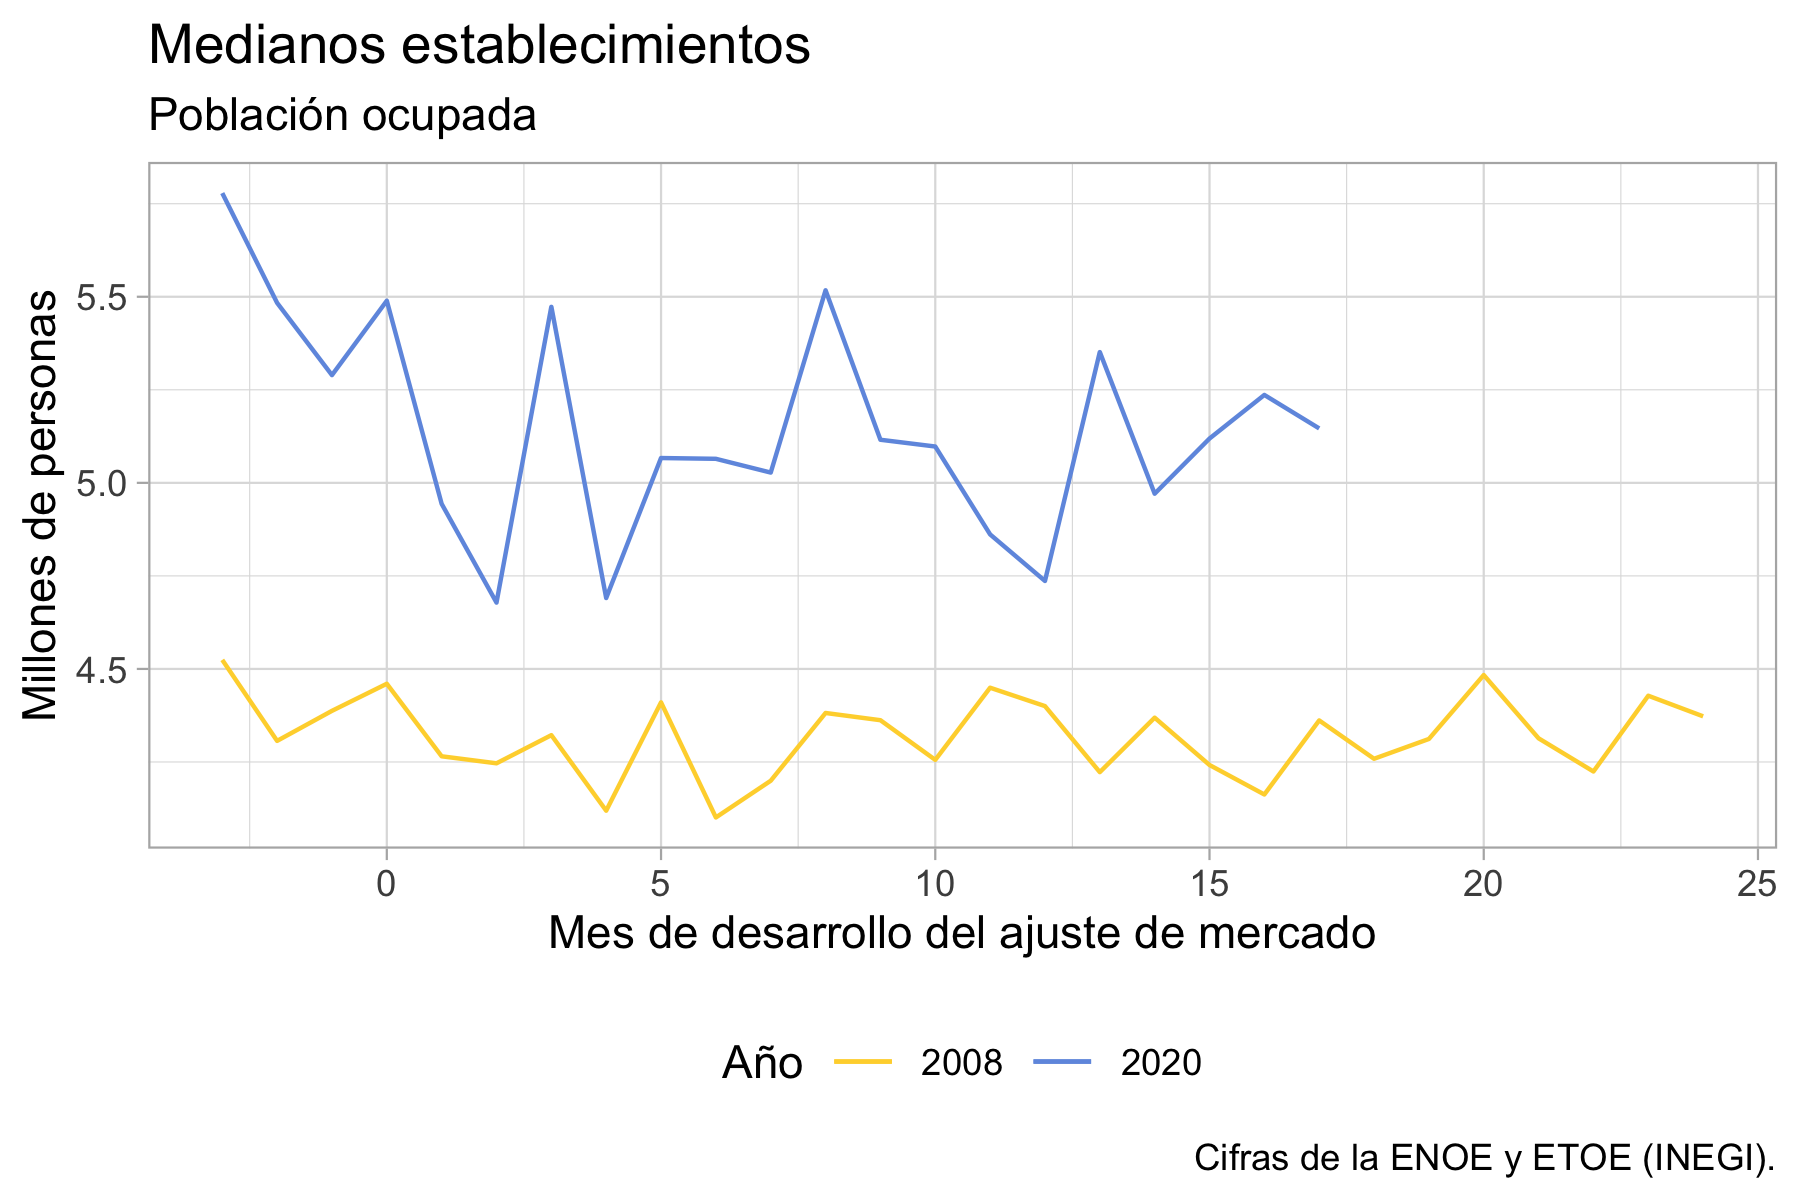 Medianos establecimientos
Población ocupada
Millones de personas
5.5
5.0
4.5
0 5 10 15 20 25
Mes de desarrollo del ajuste de mercado
Año 2008 2020
Cifras de la ENOE y ETOE (INEGI).